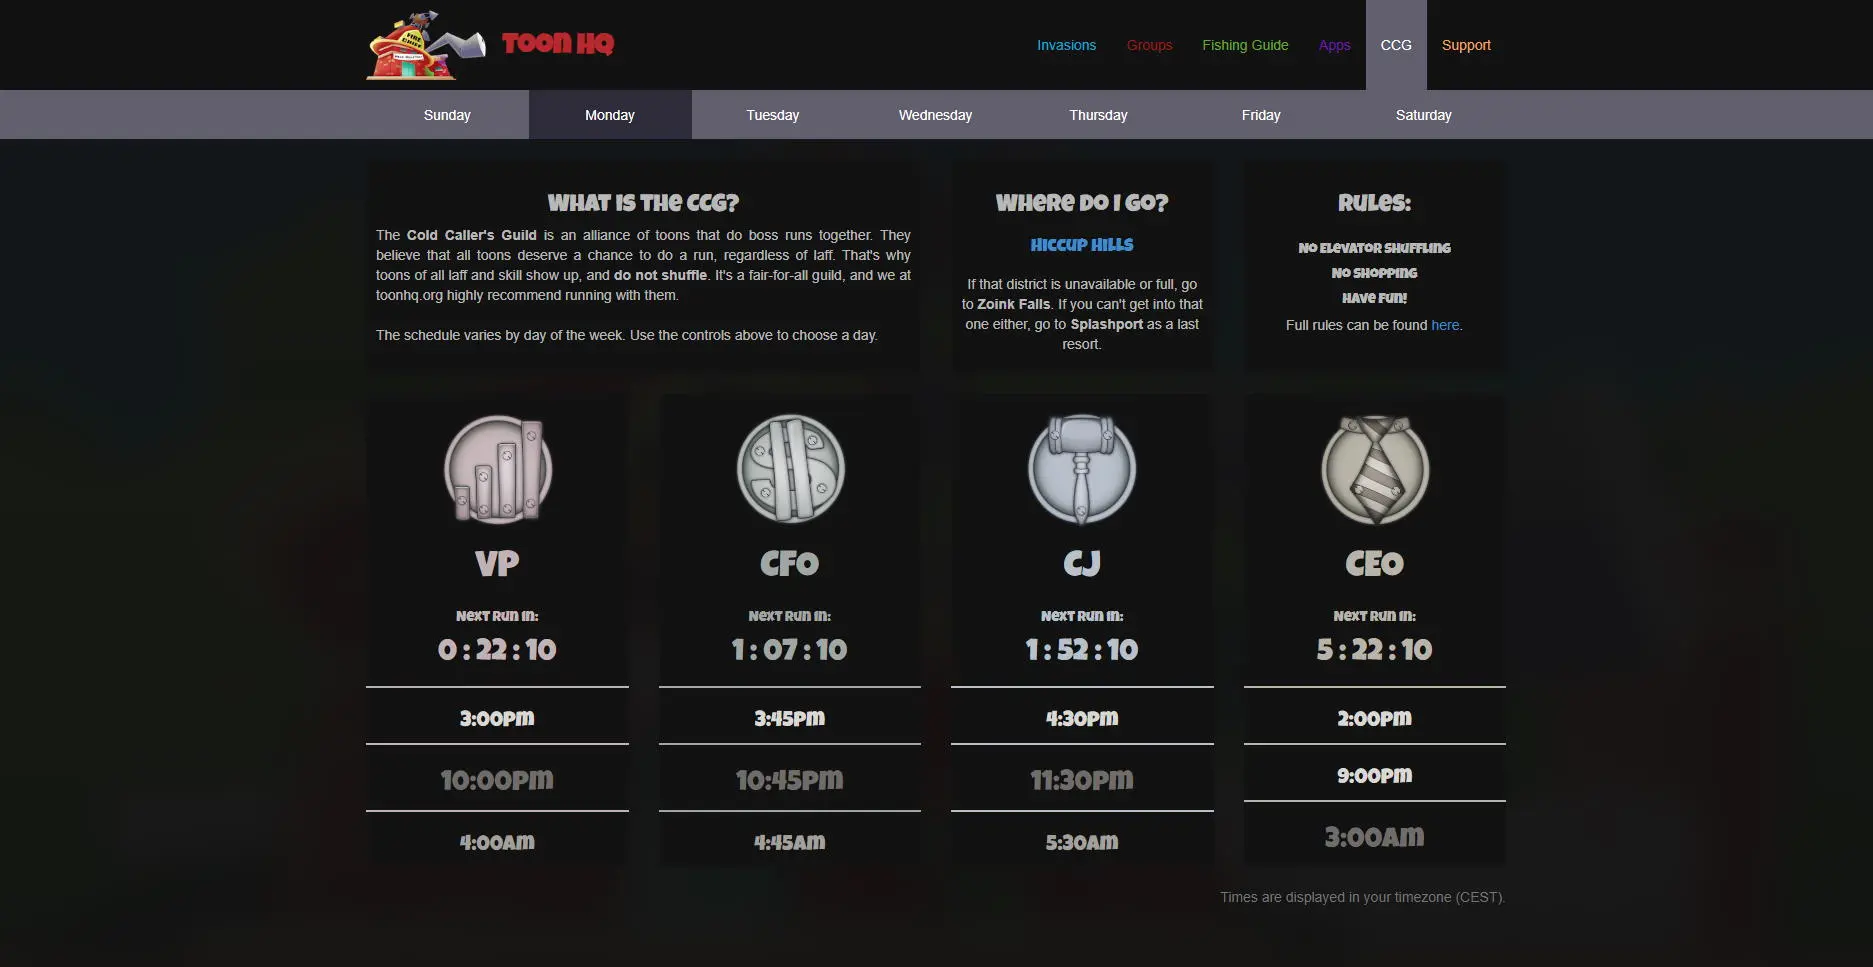 TOON HQ
Invasions Groups Fishing Guide Apps CCG Support
Sunday Monday Tuesday Wednesday Thursday Friday Saturday
What is the CCG?
The Cold Caller's Guild is an alliance of toons that do boss runs together. They
believe that all toons deserve a chance to do a run, regardless of laff. That's why
toons of all laff and skill show up, and do not shuffle. It's a fair-for-all guild, and we at
toonhq.org highly recommend running with them.
The schedule varies by day of the week. Use the controls above to choose a day.
Where do I go?
Hiccup Hills
If that district is unavailable or full, go
to Zoink Falls. If you can't get into that
one either, go to Splashport as a last
resort.
Rules:
No Elevator Shuffling
No Shopping
Have Fun!
Full rules can be found here.
VP
Next Run In:
0 : 22 : 10
3:00pm
10:00pm
4:00am
CFO
Next Run In:
1 : 07 : 10
3:45pm
10:45pm
4:45am
CJ
Next Run In:
1 : 52 : 10
4:30pm
11:30pm
5:30am
CEO
Next Run In:
5 : 22 : 10
2:00pm
9:00pm
3:00am
Times are displayed in your timezone (CEST).